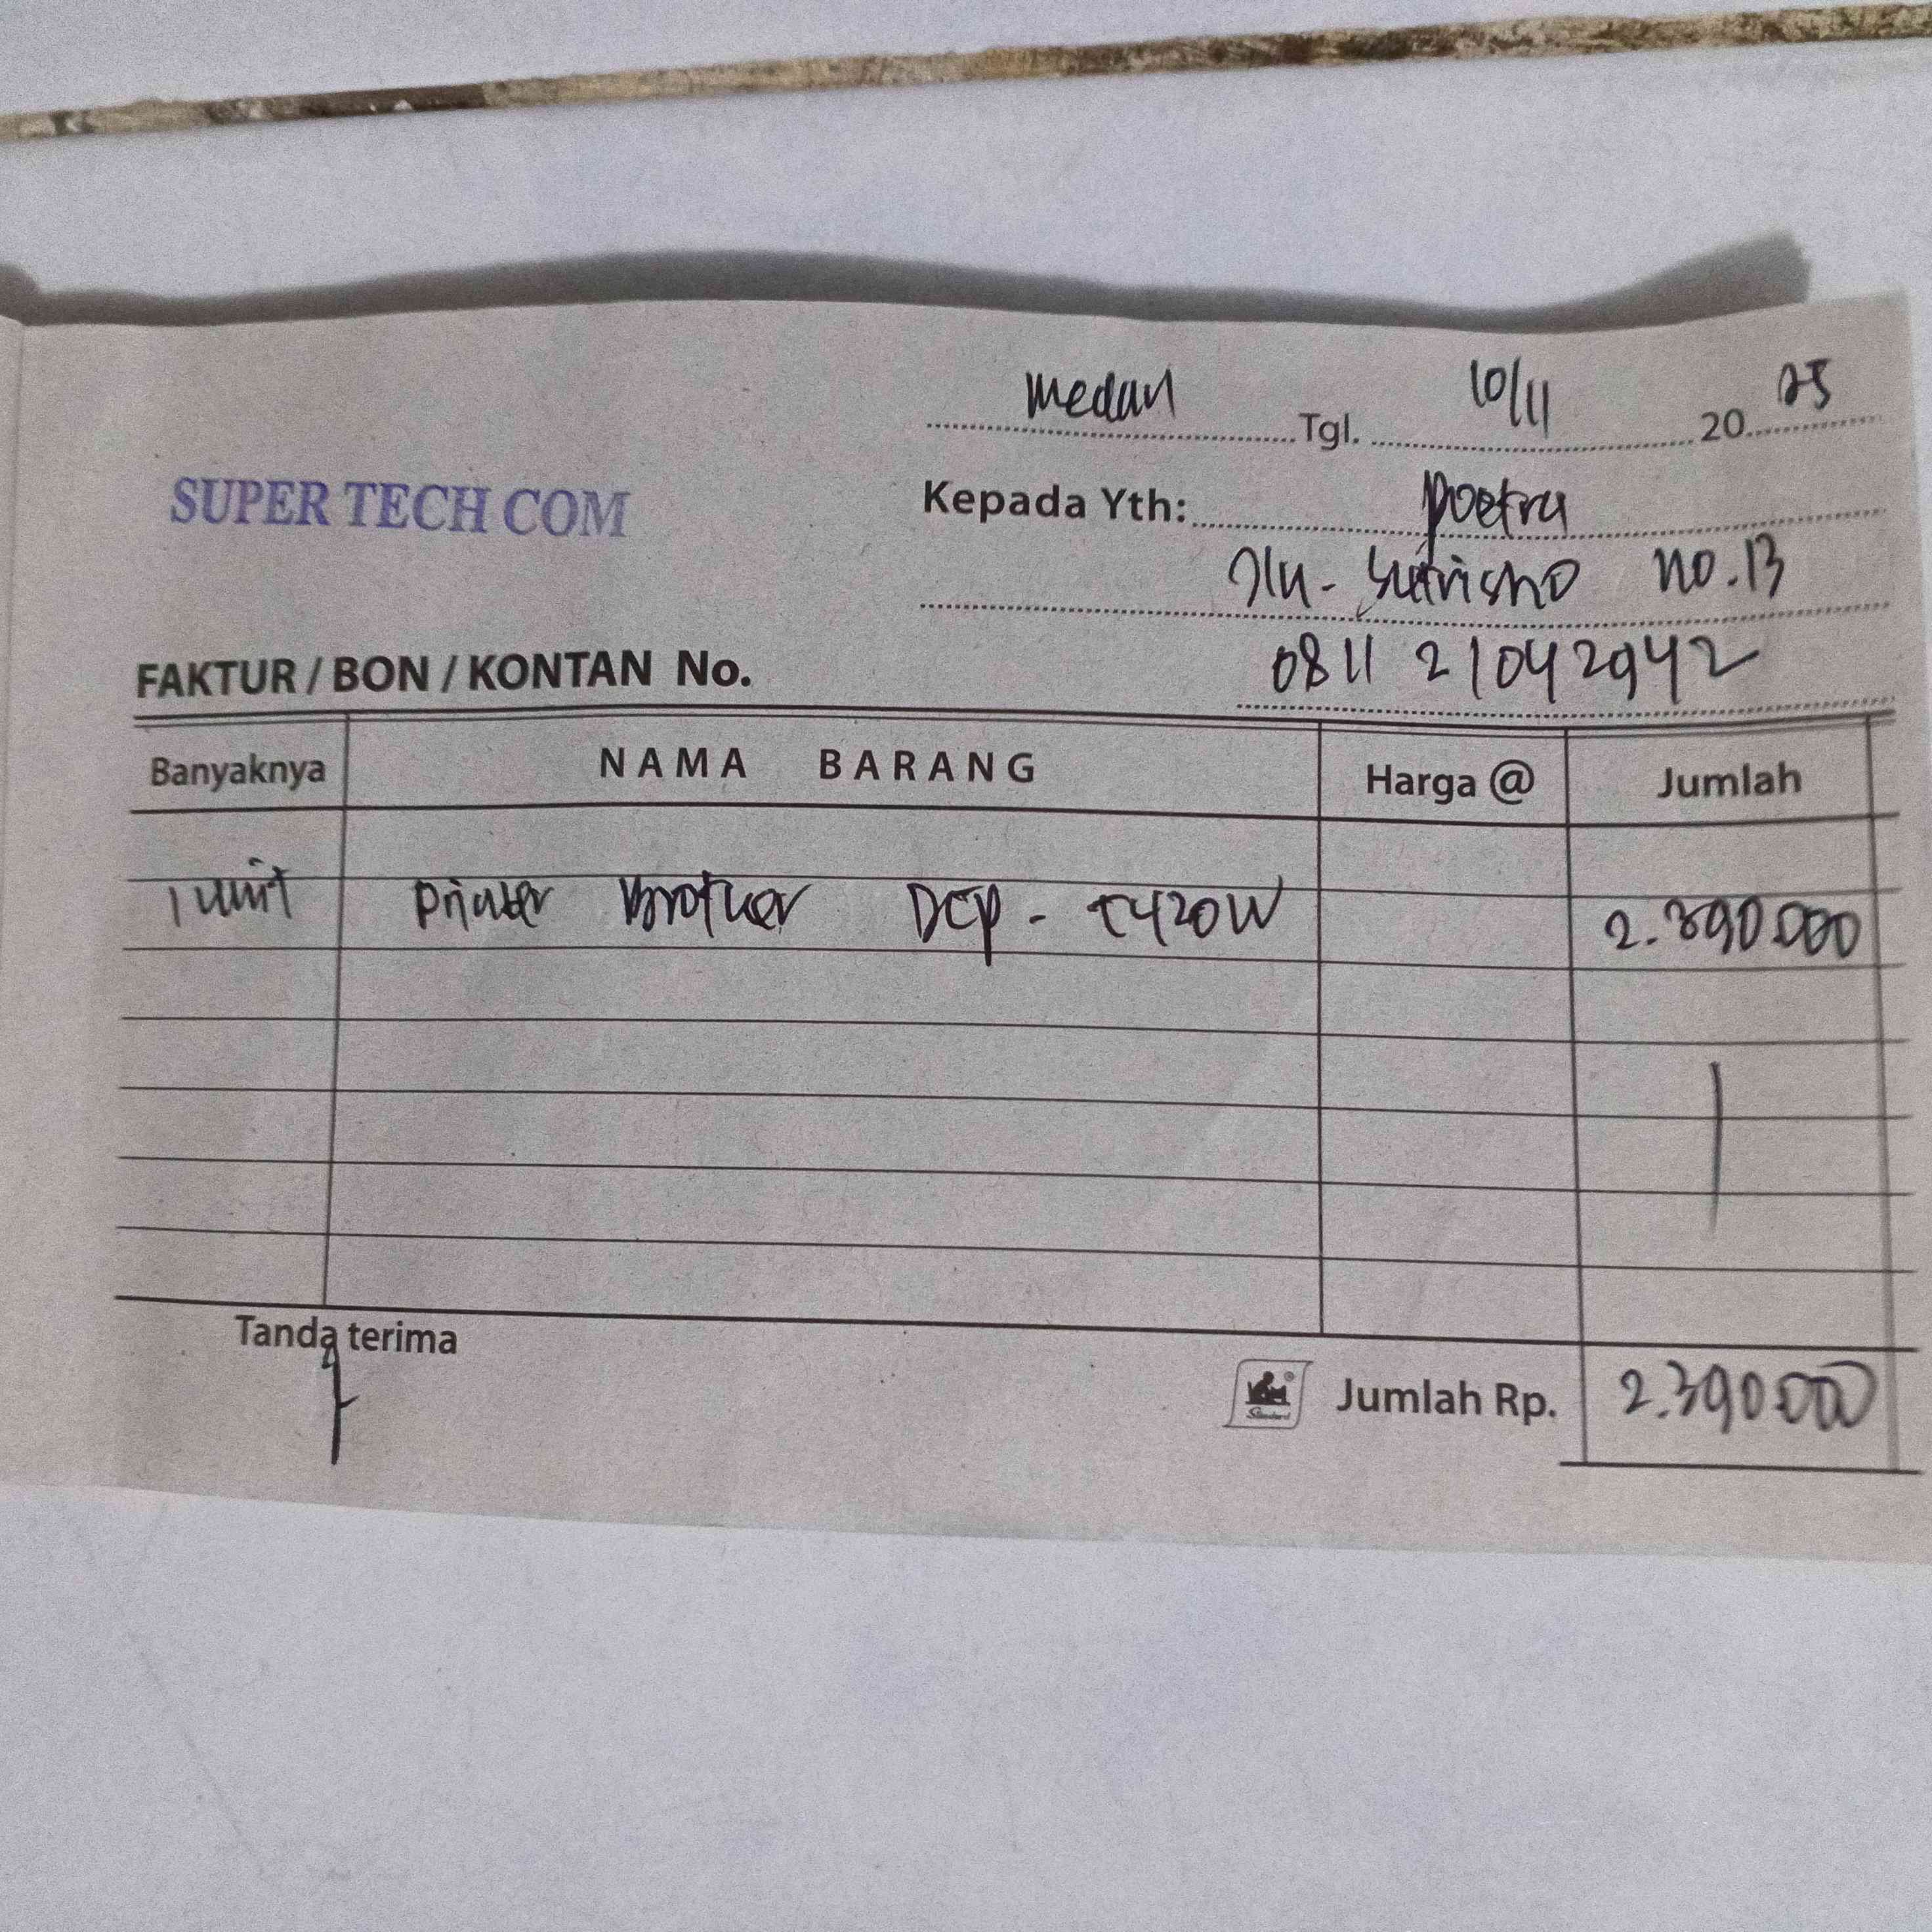 Medan Tgl. 10/11 20 25
SUPER TECH COM
Kepada Yth: poetra
Jln. Sutrisno no. 13
0811 21042942
FAKTUR / BON / KONTAN No.
Banyaknya NAMA BARANG Harga @ Jumlah
1 unit Printer Brother DCP - T420W 2.390.000
Tanda terima
Standard
Jumlah Rp. 2.390.000